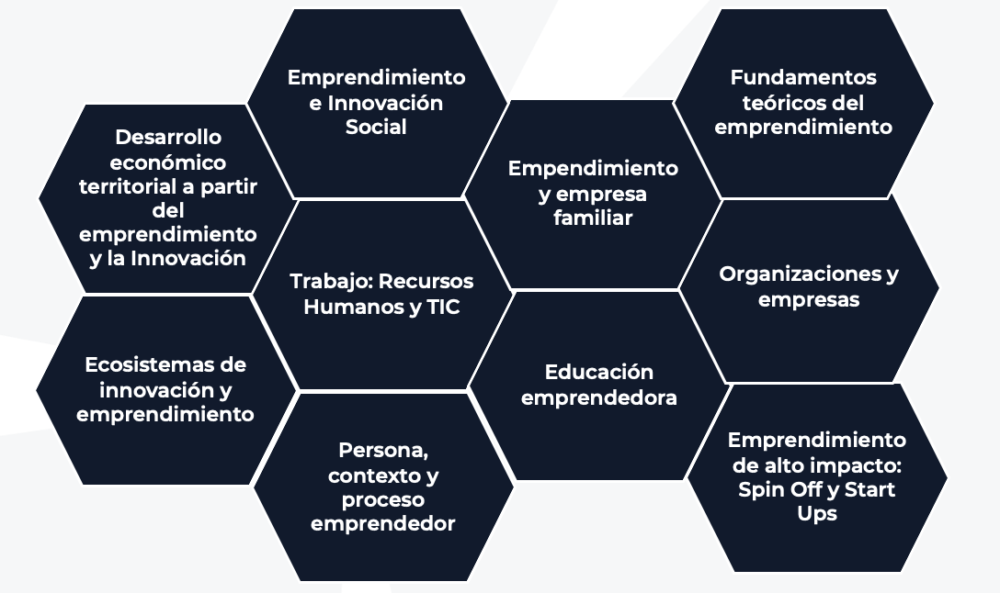 Emprendimiento
e Innovación
Social
Fundamentos
teóricos del
emprendimiento
Desarrollo
económico
territorial a partir
del
emprendimiento
y la Innovación
Empendimiento
y empresa
familiar
Trabajo: Recursos
Humanos y TIC
Organizaciones y
empresas
Ecosistemas de
innovación y
emprendimiento
Educación
emprendedora
Persona,
contexto y
proceso
emprendedor
Emprendimiento
de alto impacto:
Spin Off y Start
Ups